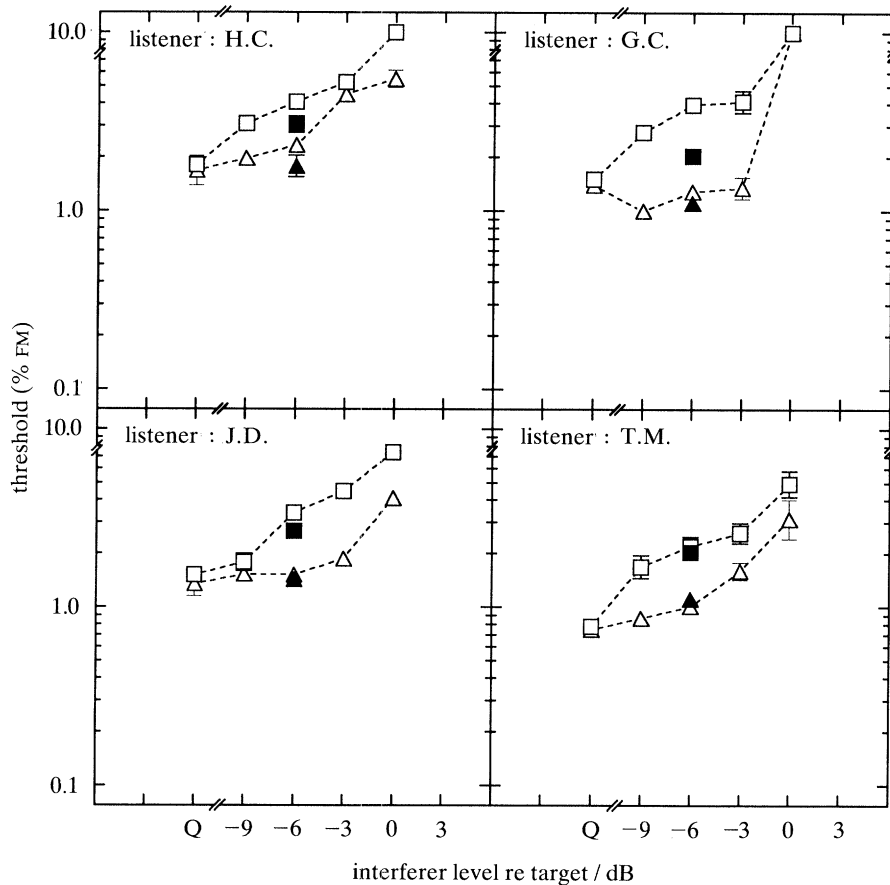 listener : H.C.
listener : G.C.
10.0
1.0
0.1
listener : J.D.
listener : T.M.
10.0
1.0
0.1
threshold (% FM)
Q −9 −6 −3 0 3
Q −9 −6 −3 0 3
interferer level re target / dB